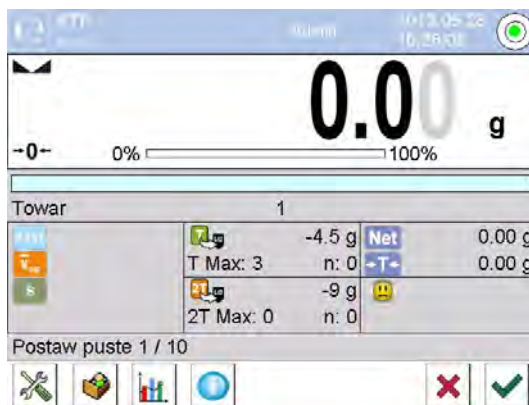 0.00 g
→0← 0% 100%
Towar 1
T -4.5 g Net 0.00 g
T Max: 3 n: 0 →T← 0.00 g
2T -9 g
2T Max: 0 n: 0
Postaw puste 1 / 10